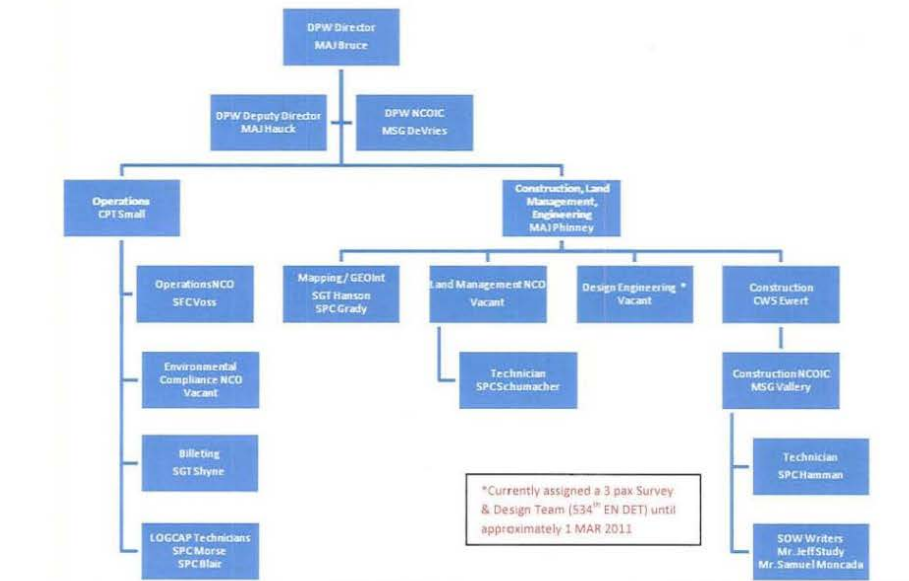 DPW Director
MAJ Bruce
DPW Deputy Director
MAJ Hauck
DPW NCOIC
MSG DeVries
Operations
CPT Small
Construction, Land
Management,
Engineering
MAJ Phinney
Operations NCO
SFC Voss
Mapping / GEOInt
SGT Hanson
SPC Grady
Land Management NCO
Vacant
Design Engineering *
Vacant
Construction
CW5 Ewert
Environmental
Compliance NCO
Vacant
Technician
SPC Schumacher
Construction NCOIC
MSG Vallery
Billeting
SGT Shyne
Technician
SPC Hamman
*Currently assigned a 3 pax Survey
& Design Team (534th EN DET) until
approximately 1 MAR 2011
LOGCAP Technicians
SPC Morse
SPC Blair
SOW Writers
Mr. Jeff Study
Mr. Samuel Moncada